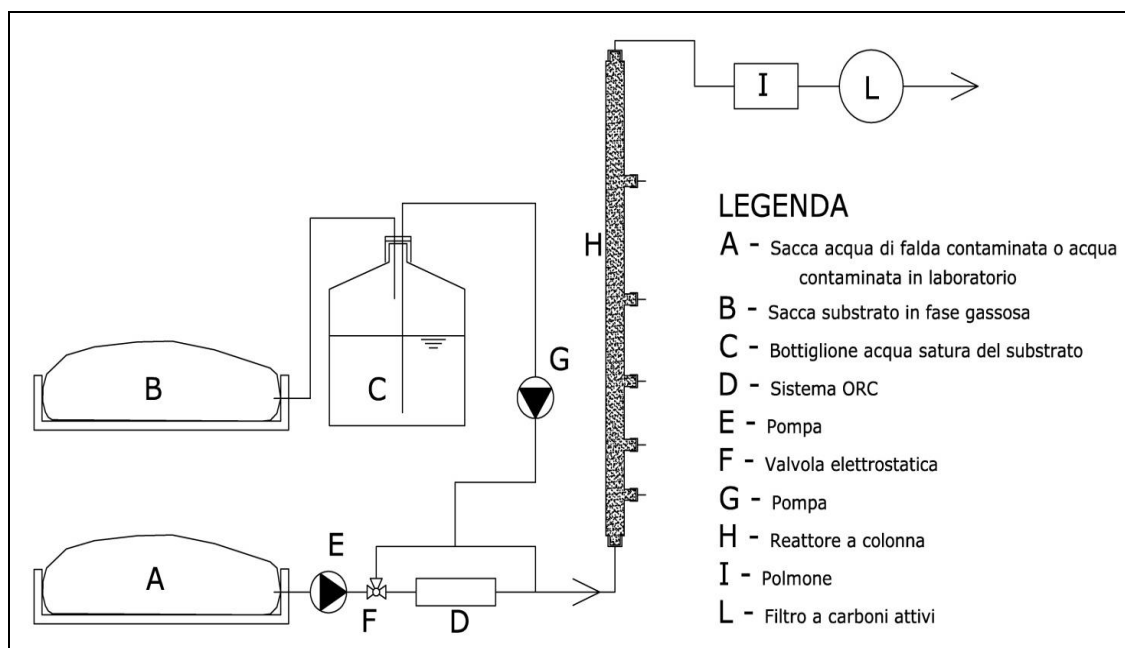 I
L
LEGENDA
H
A - Sacca acqua di falda contaminata o acqua
contaminata in laboratorio
B - Sacca substrato in fase gassosa
G
C - Bottiglione acqua satura del substrato
B
C
D - Sistema ORC
E - Pompa
F - Valvola elettrostatica
G - Pompa
E
H - Reattore a colonna
A
I - Polmone
F
D
L - Filtro a carboni attivi